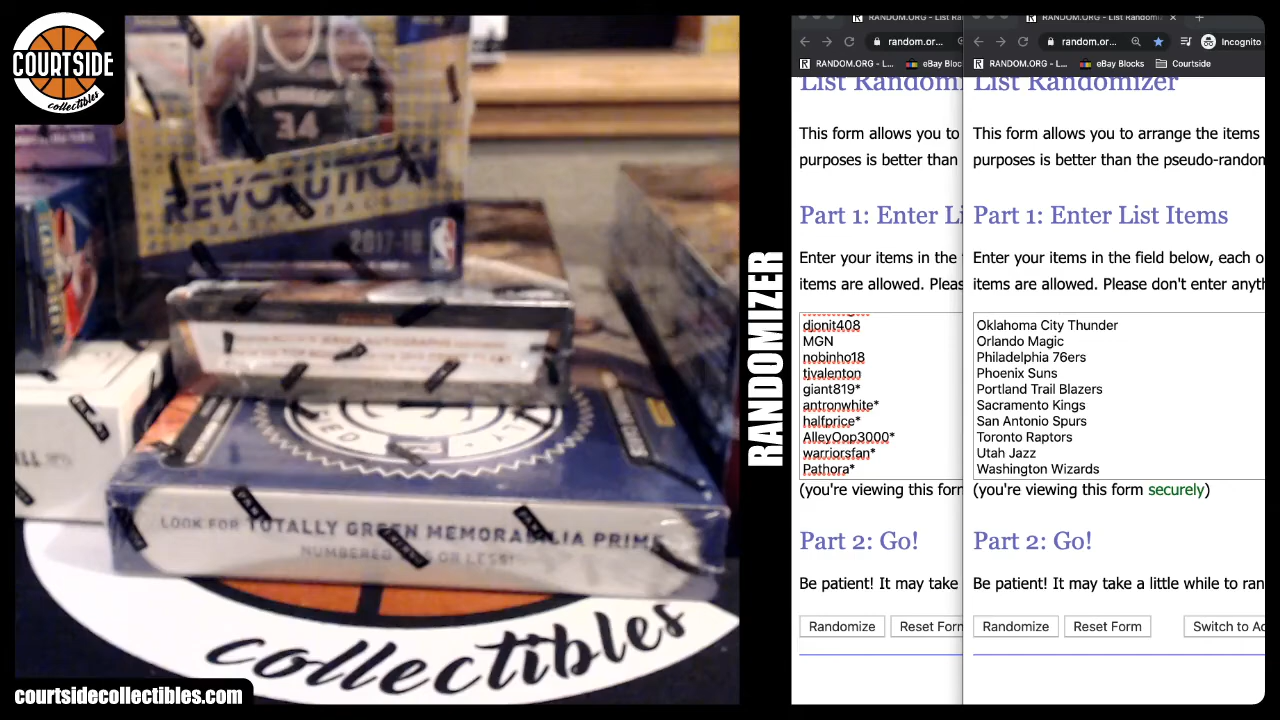 COURTSIDE
collectibles
34
REVOLUTION
2017-18
LOOK FOR TOTALLY GREEN MEMORABILIA PRIME
collectibles
courtsidecollectibles.com
RANDOMIZER
RANDOM.ORG - List Ran
random.or...
RANDOM.ORG - L...
eBay Bloc
List Randomi
This form allows you to
purposes is better than
Part 1: Enter Li
Enter your items in the
items are allowed. Pleas
djonit408
MGN
nobinho18
tjvalenton
giant819*
antronwhite*
halfprice*
AlleyOop3000*
warriorsfan*
Pathora*
(you're viewing this forr
Part 2: Go!
Be patient! It may take
Randomize
Reset Forn
RANDOM.ORG - List Randomi
random.or...
Incognito
RANDOM.ORG - L...
eBay Blocks
Courtside
List Randomizer
This form allows you to arrange the items
purposes is better than the pseudo-random
Part 1: Enter List Items
Enter your items in the field below, each o
items are allowed. Please don't enter anyth
Oklahoma City Thunder
Orlando Magic
Philadelphia 76ers
Phoenix Suns
Portland Trail Blazers
Sacramento Kings
San Antonio Spurs
Toronto Raptors
Utah Jazz
Washington Wizards
(you're viewing this form securely)
Part 2: Go!
Be patient! It may take a little while to ran
Randomize
Reset Form
Switch to Ad